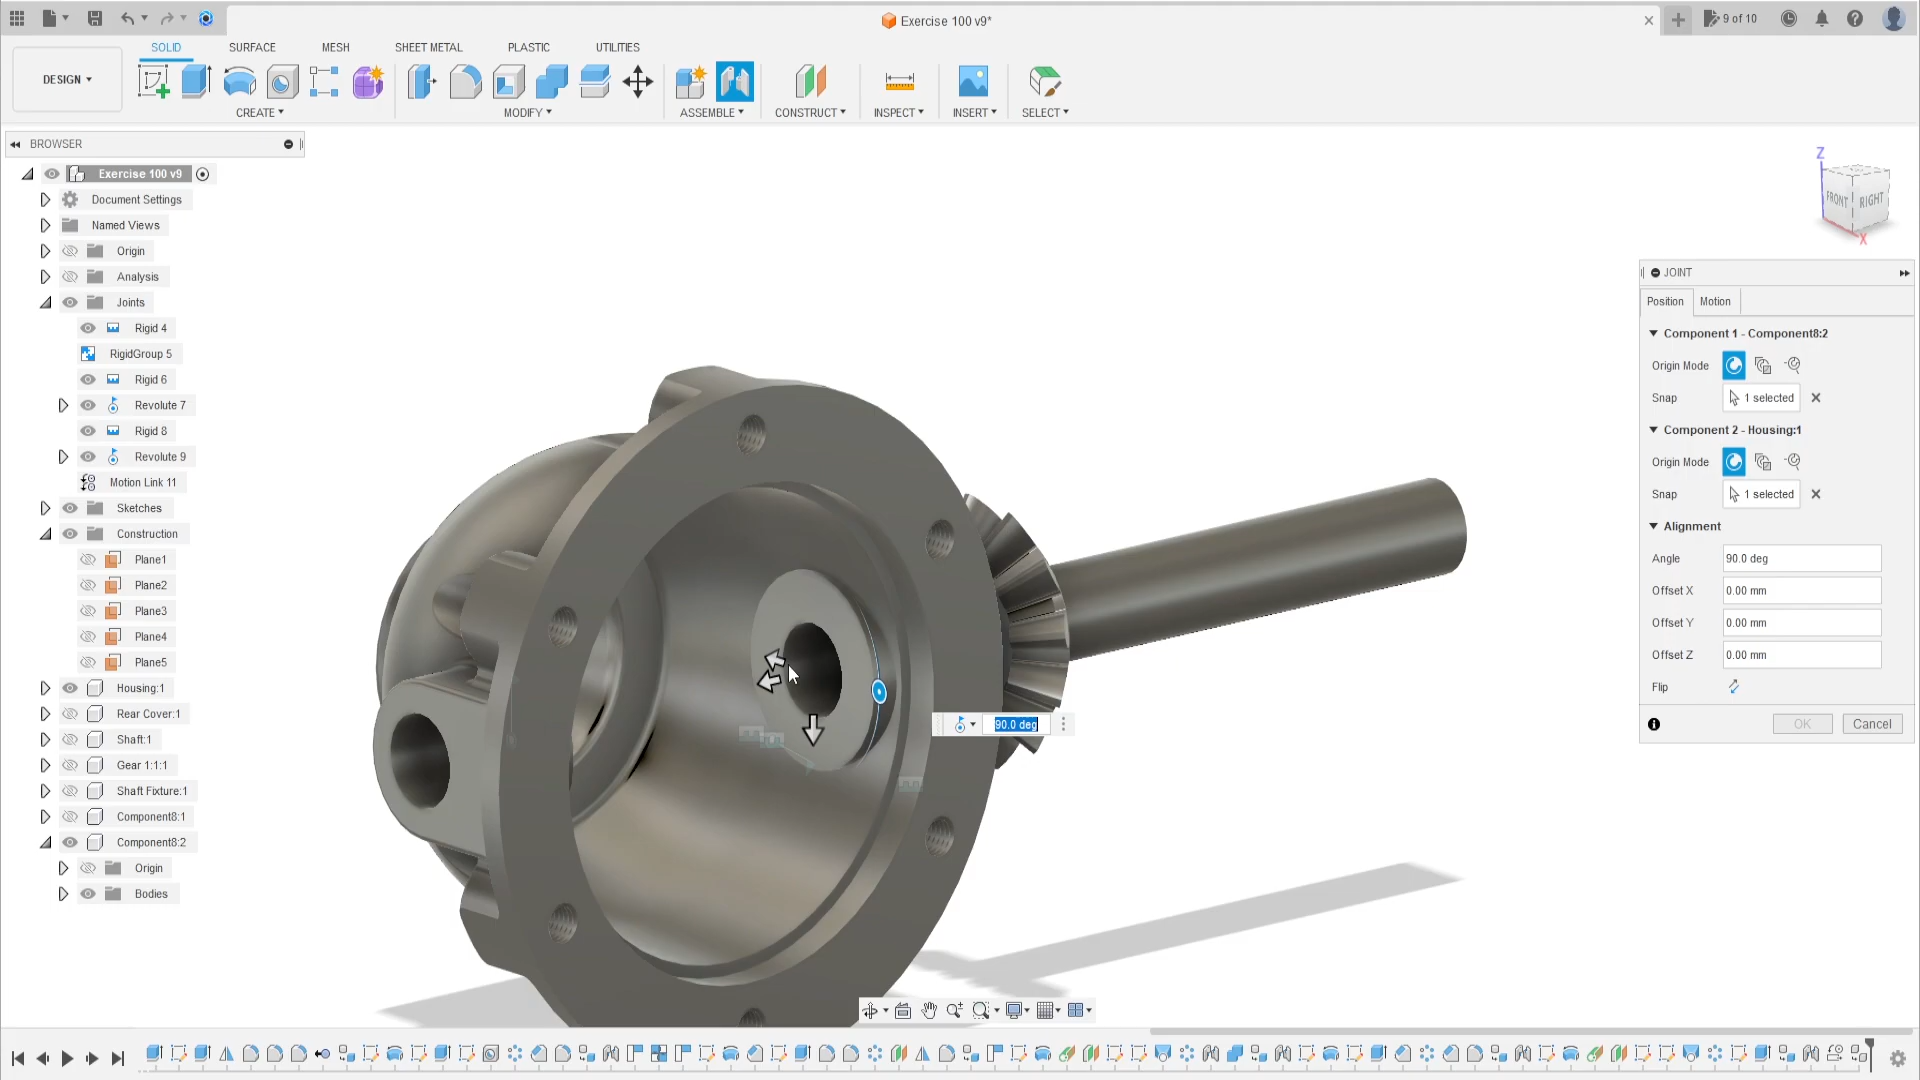 Exercise 100 v9*
9 of 10
SOLID
SURFACE
MESH
SHEET METAL
PLASTIC
UTILITIES
DESIGN
CREATE
MODIFY
ASSEMBLE
CONSTRUCT
INSPECT
INSERT
SELECT
BROWSER
Exercise 100 v9
Document Settings
Named Views
Origin
Analysis
Joints
Rigid 4
RigidGroup 5
Rigid 6
Revolute 7
Rigid 8
Revolute 9
Motion Link 11
Sketches
Construction
Plane1
Plane2
Plane3
Plane4
Plane5
Housing:1
Rear Cover:1
Shaft:1
Gear 1:1:1
Shaft Fixture:1
Component8:1
Component8:2
Origin
Bodies
90.0 deg
Z
FRONT
RIGHT
X
JOINT
Position
Motion
Component 1 - Component8:2
Origin Mode
Snap
1 selected
Component 2 - Housing:1
Origin Mode
Snap
1 selected
Alignment
Angle
90.0 deg
Offset X
0.00 mm
Offset Y
0.00 mm
Offset Z
0.00 mm
Flip
OK
Cancel